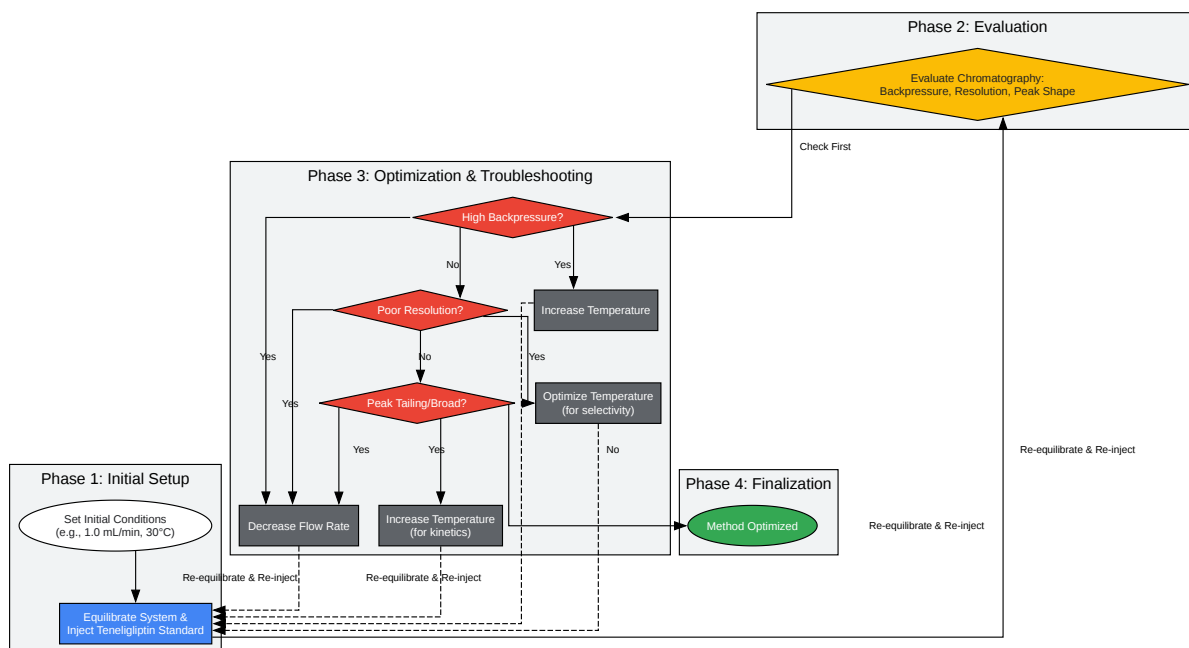 Phase 2: Evaluation
Evaluate Chromatography:
Backpressure, Resolution, Peak Shape
Check First
Phase 3: Optimization & Troubleshooting
High Backpressure?
No
Yes
Poor Resolution?
Increase Temperature
Yes
No
Yes
Yes
Peak Tailing/Broad?
Optimize Temperature
(for selectivity)
Yes
Yes
No
Re-equilibrate & Re-inject
Phase 1: Initial Setup
Set Initial Conditions
(e.g., 1.0 mL/min, 30°C)
Decrease Flow Rate
Increase Temperature
(for kinetics)
Phase 4: Finalization
Method Optimized
Re-equilibrate & Re-inject
Re-equilibrate & Re-inject
Re-equilibrate & Re-inject
Equilibrate System &
Inject Teneligliptin Standard